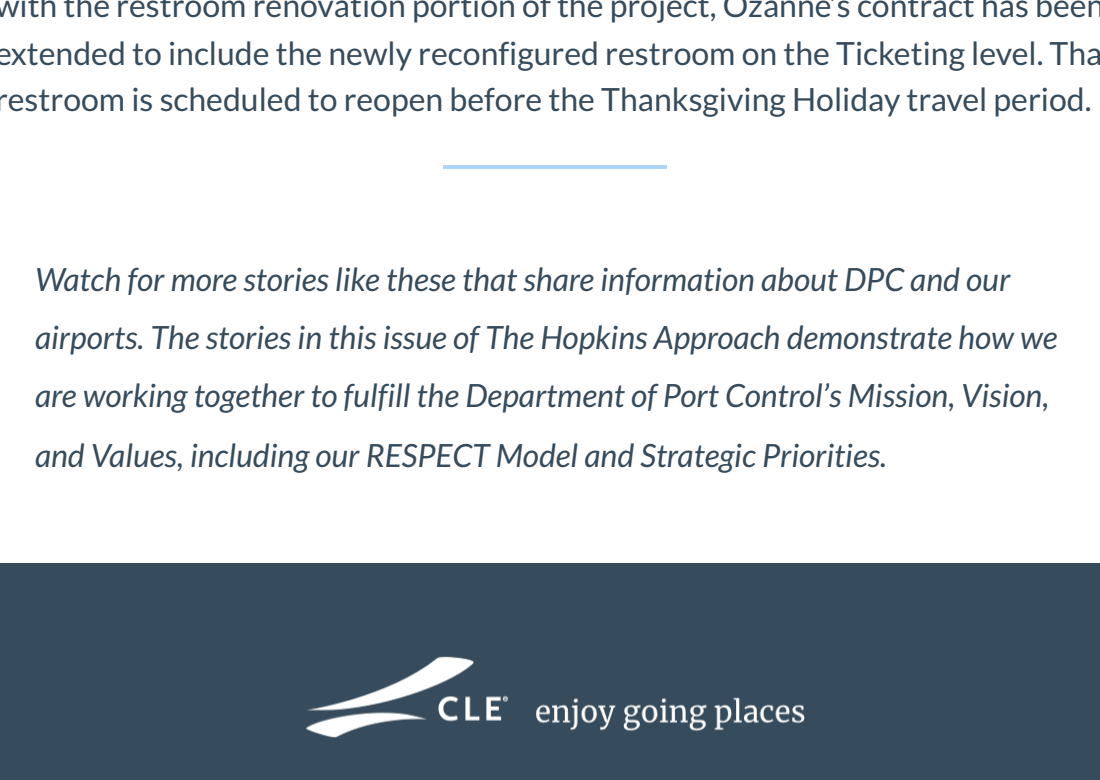 with the restroom renovation portion of the project, Ozanne's contract has been
extended to include the newly reconfigured restroom on the Ticketing level. Tha
restroom is scheduled to reopen before the Thanksgiving Holiday travel period.
Watch for more stories like these that share information about DPC and our
airports. The stories in this issue of The Hopkins Approach demonstrate how we
are working together to fulfill the Department of Port Control’s Mission, Vision,
and Values, including our RESPECT Model and Strategic Priorities.
CLE® enjoy going places